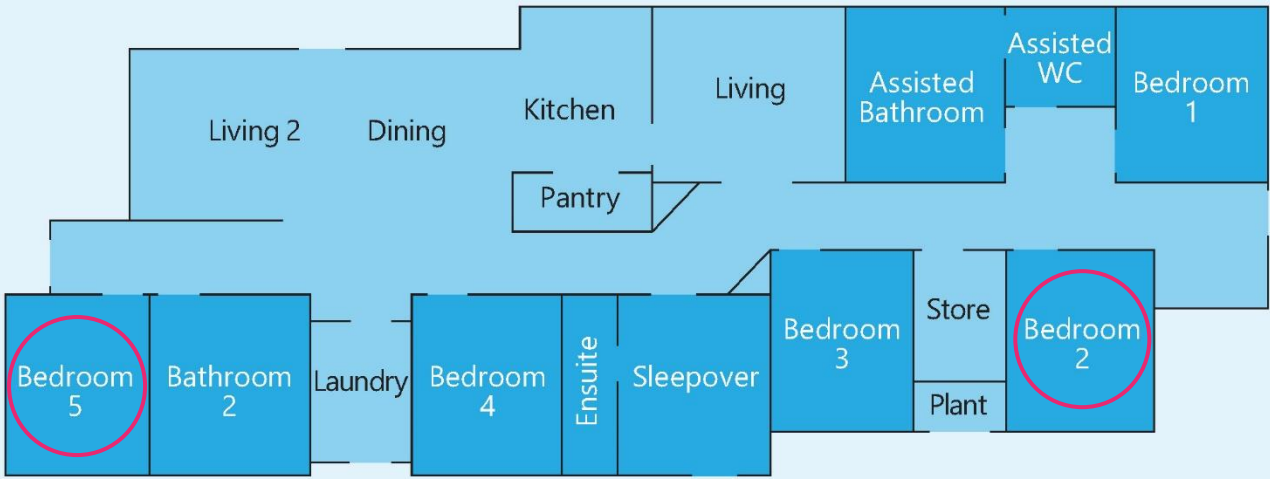 Assisted
WC
Living
Assisted
Bathroom
Bedroom
1
Kitchen
Living 2
Dining
Pantry
Store
Bedroom
2
Bedroom
3
Bedroom
5
Bathroom
2
Laundry
Bedroom
4
Ensuite
Sleepover
Plant